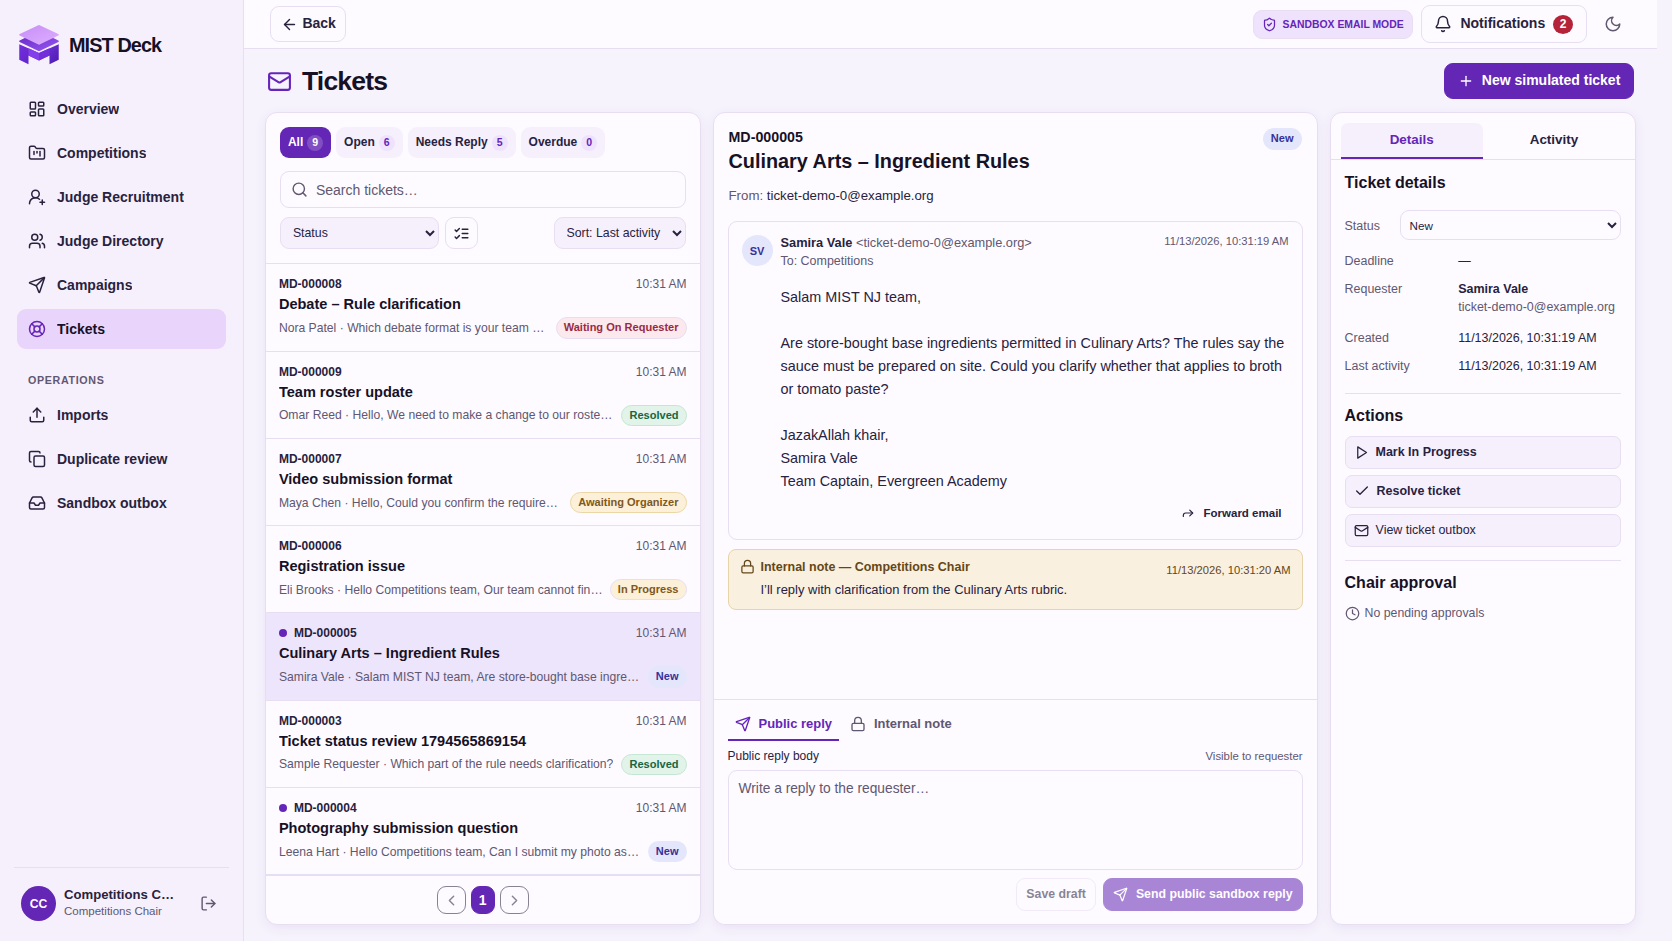 MIST Deck
Overview
Competitions
Judge Recruitment
Judge Directory
Campaigns
Tickets
OPERATIONS
Imports
Duplicate review
Sandbox outbox
CC
Competitions C…
Competitions Chair
Back
SANDBOX EMAIL MODE
Notifications 2
Tickets
New simulated ticket
All 9
Open 6
Needs Reply 5
Overdue 0
Search tickets…
Status
Sort: Last activity
MD-000008 10:31 AM
Debate – Rule clarification
Nora Patel · Which debate format is your team … Waiting On Requester
MD-000009 10:31 AM
Team roster update
Omar Reed · Hello, We need to make a change to our roste… Resolved
MD-000007 10:31 AM
Video submission format
Maya Chen · Hello, Could you confirm the require… Awaiting Organizer
MD-000006 10:31 AM
Registration issue
Eli Brooks · Hello Competitions team, Our team cannot fin… In Progress
MD-000005 10:31 AM
Culinary Arts – Ingredient Rules
Samira Vale · Salam MIST NJ team, Are store-bought base ingre… New
MD-000003 10:31 AM
Ticket status review 1794565869154
Sample Requester · Which part of the rule needs clarification? Resolved
MD-000004 10:31 AM
Photography submission question
Leena Hart · Hello Competitions team, Can I submit my photo as… New
1
MD-000005 New
Culinary Arts – Ingredient Rules
From: ticket-demo-0@example.org
SV
Samira Vale <ticket-demo-0@example.org> 11/13/2026, 10:31:19 AM
To: Competitions
Salam MIST NJ team,
Are store-bought base ingredients permitted in Culinary Arts? The rules say the
sauce must be prepared on site. Could you clarify whether that applies to broth
or tomato paste?
JazakAllah khair,
Samira Vale
Team Captain, Evergreen Academy
Forward email
Internal note — Competitions Chair 11/13/2026, 10:31:20 AM
I'll reply with clarification from the Culinary Arts rubric.
Public reply
Internal note
Public reply body Visible to requester
Write a reply to the requester…
Save draft
Send public sandbox reply
Details
Activity
Ticket details
Status New
Deadline —
Requester Samira Vale
ticket-demo-0@example.org
Created 11/13/2026, 10:31:19 AM
Last activity 11/13/2026, 10:31:19 AM
Actions
Mark In Progress
Resolve ticket
View ticket outbox
Chair approval
No pending approvals